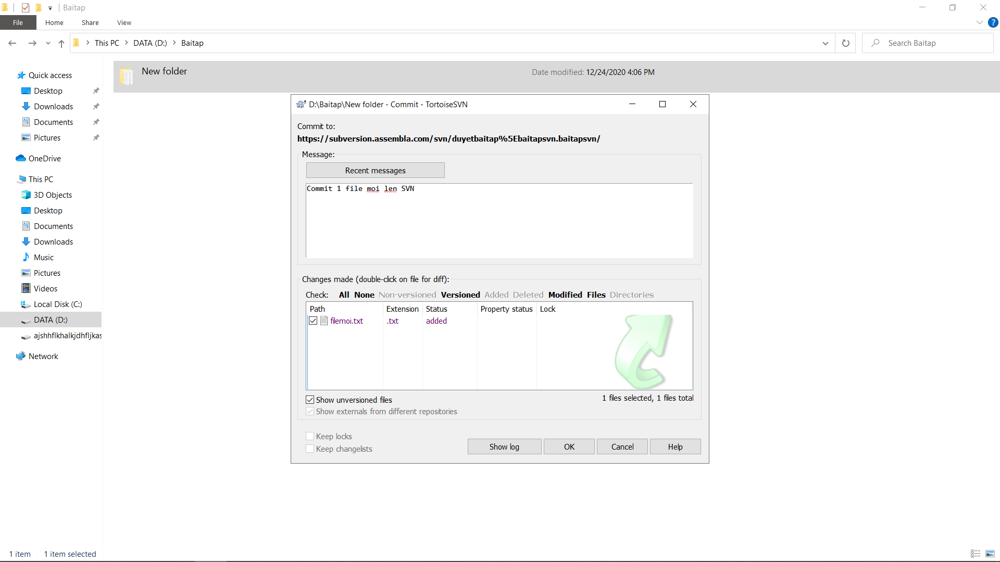 Baitap
File Home Share View
This PC DATA (D:) Baitap
Search Baitap
Quick access
Desktop
Downloads
Documents
Pictures
OneDrive
This PC
3D Objects
Desktop
Documents
Downloads
Music
Pictures
Videos
Local Disk (C:)
DATA (D:)
ajshhflkhalkjdhfljkas
Network
New folder
Date modified: 12/24/2020 4:06 PM
D:\Baitap\New folder - Commit - TortoiseSVN
Commit to:
https://subversion.assembla.com/svn/duyetbaitap%5Ebaitapsvn.baitapsvn/
Message:
Recent messages
Commit 1 file moi len SVN
Changes made (double-click on file for diff):
Check: All None Non-versioned Versioned Added Deleted Modified Files Directories
Path Extension Status Property status Lock
filemoi.txt .txt added
Show unversioned files
1 files selected, 1 files total
Show externals from different repositories
Keep locks
Keep changelists
Show log OK Cancel Help
1 item 1 item selected